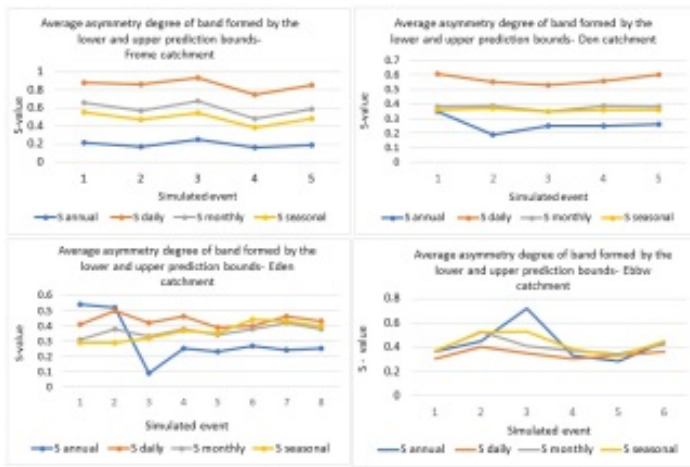 Average asymmetry degree of band formed by the
lower and upper prediction bounds-
Frome catchment
S-value
1
0.8
0.6
0.4
0.2
0
1 2 3 4 5
Simulated event
S annual S daily S monthly S seasonal
Average asymmetry degree of band formed by the
lower and upper prediction bounds - Don catchment
S-value
0.7
0.6
0.5
0.4
0.3
0.2
0.1
0
1 2 3 4 5
Simulated event
S annual S daily S monthly S seasonal
Average asymmetry degree of band formed by the
lower and upper prediction bounds- Eden
catchment
S-value
0.6
0.5
0.4
0.3
0.2
0.1
0
1 2 3 4 5 6 7 8
Simulated event
S annual S daily S monthly S seasonal
Average asymmetry degree of band formed by the
lower and upper prediction bounds- Ebbw
catchment
S - value
0.8
0.6
0.4
0.2
0
1 2 3 4 5 6
Simulated event
S annual S daily S monthly S seasonal